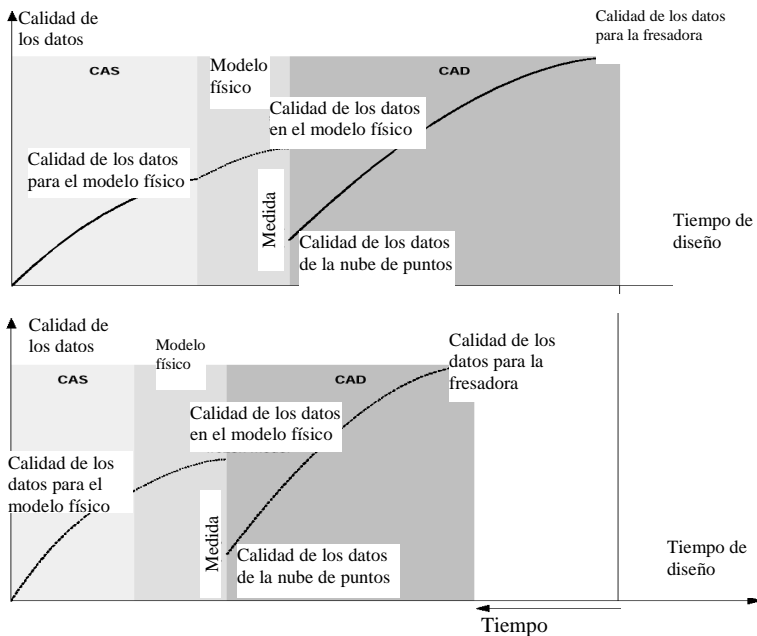 Calidad de
los datos
Calidad de los datos
para la fresadora
CAS
Modelo
físico
CAD
Calidad de los datos
en el modelo físico
Calidad de los datos
para el modelo físico
Medida
Calidad de los datos
de la nube de puntos
Tiempo de
diseño
Calidad de
los datos
Modelo
físico
Calidad de los
datos para la
fresadora
CAS
CAD
Calidad de los datos
en el modelo físico
Calidad de los
datos para el
modelo físico
Medida
Calidad de los datos
de la nube de puntos
Tiempo de
diseño
Tiempo